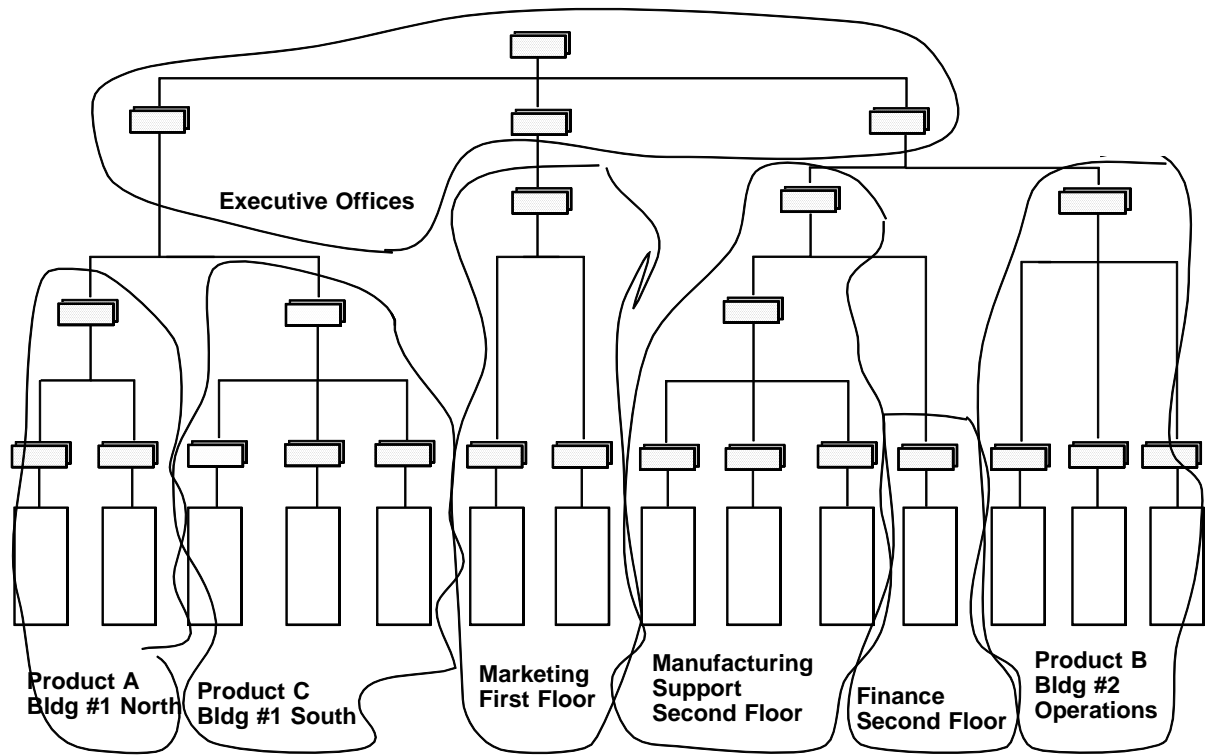 Executive Offices
Product A
Bldg #1 North
Product C
Bldg #1 South
Marketing
First Floor
Manufacturing
Support
Second Floor
Finance
Second Floor
Product B
Bldg #2
Operations